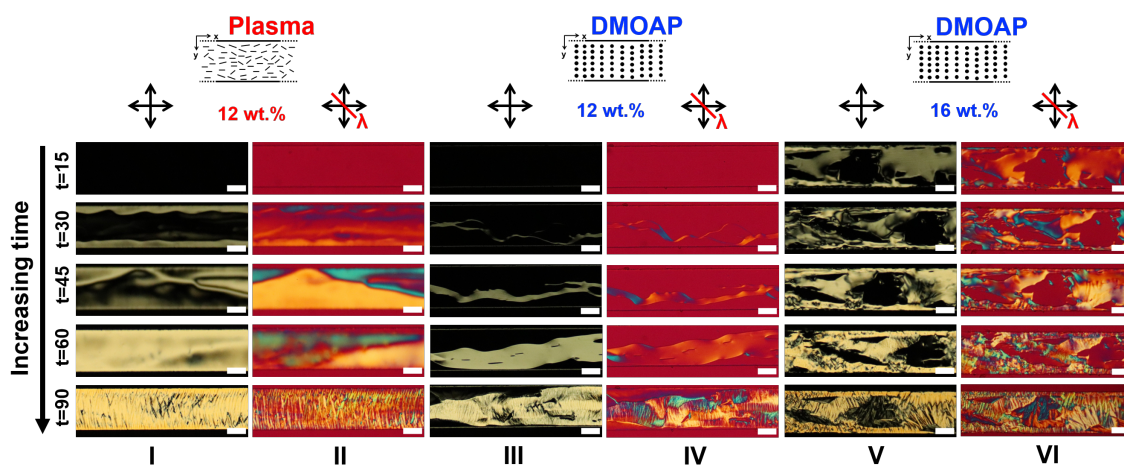 Plasma
DMOAP
DMOAP
x
y
x
y
x
y
12 wt.%
λ
12 wt.%
λ
16 wt.%
λ
Increasing time
t=15
t=30
t=45
t=60
t=90
I
II
III
IV
V
VI